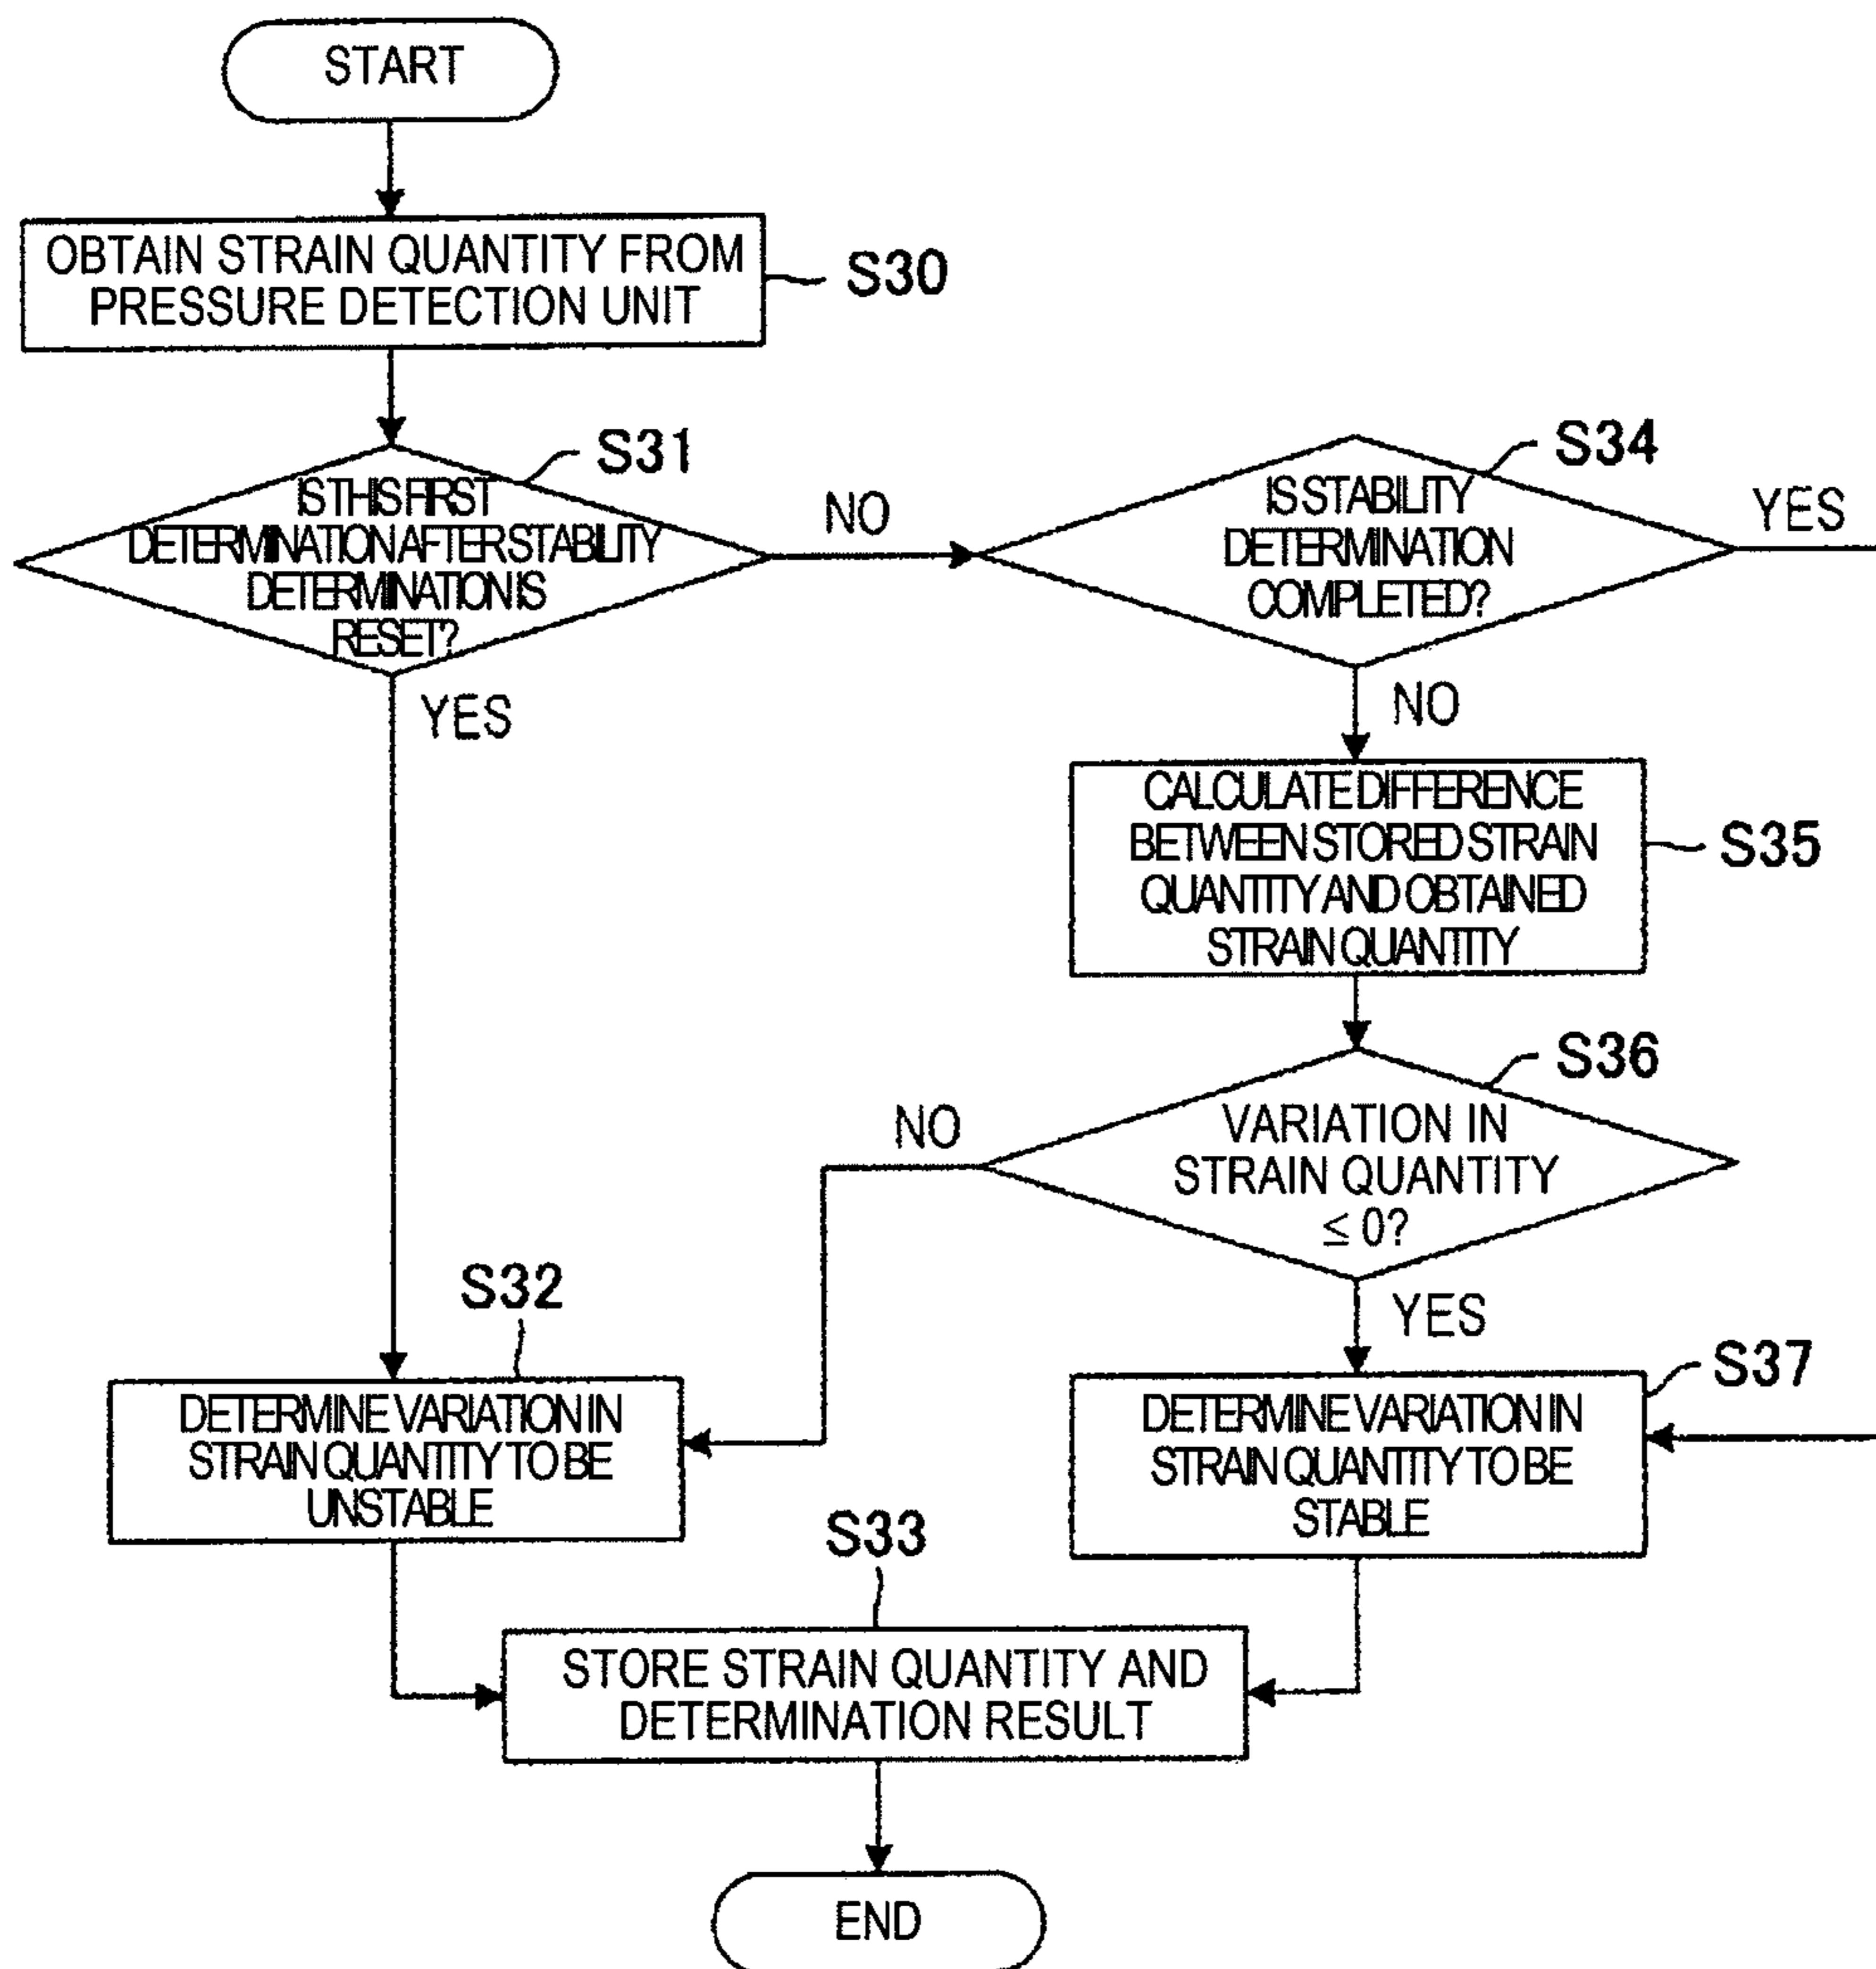 START
OBTAIN STRAIN QUANTITY FROM
PRESSURE DETECTION UNIT
S30
S31
IS THIS FIRST
DETERMINATION AFTER STABILITY
DETERMINATION IS
RESET?
NO
YES
S34
IS STABILITY
DETERMINATION
COMPLETED?
YES
NO
CALCULATE DIFFERENCE
BETWEEN STORED STRAIN
QUANTITY AND OBTAINED
STRAIN QUANTITY
S35
S36
VARIATION IN
STRAIN QUANTITY
≤ 0?
NO
YES
S32
DETERMINE VARIATION IN
STRAIN QUANTITY TO BE
UNSTABLE
S37
DETERMINE VARIATION IN
STRAIN QUANTITY TO BE
STABLE
S33
STORE STRAIN QUANTITY AND
DETERMINATION RESULT
END